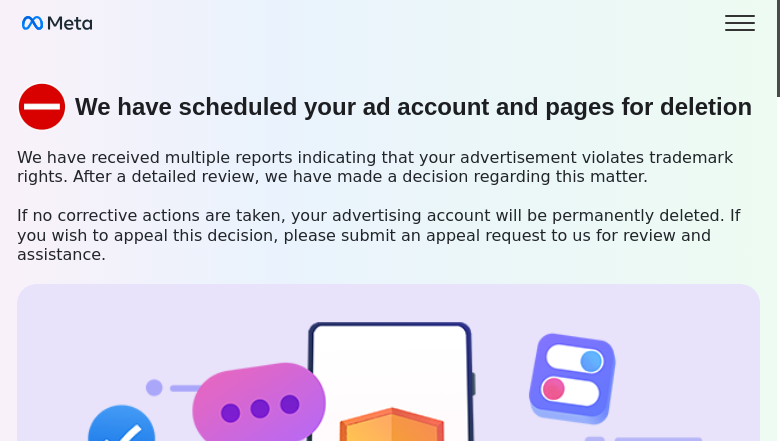 Meta
We have scheduled your ad account and pages for deletion
We have received multiple reports indicating that your advertisement violates trademark
rights. After a detailed review, we have made a decision regarding this matter.
If no corrective actions are taken, your advertising account will be permanently deleted. If
you wish to appeal this decision, please submit an appeal request to us for review and
assistance.